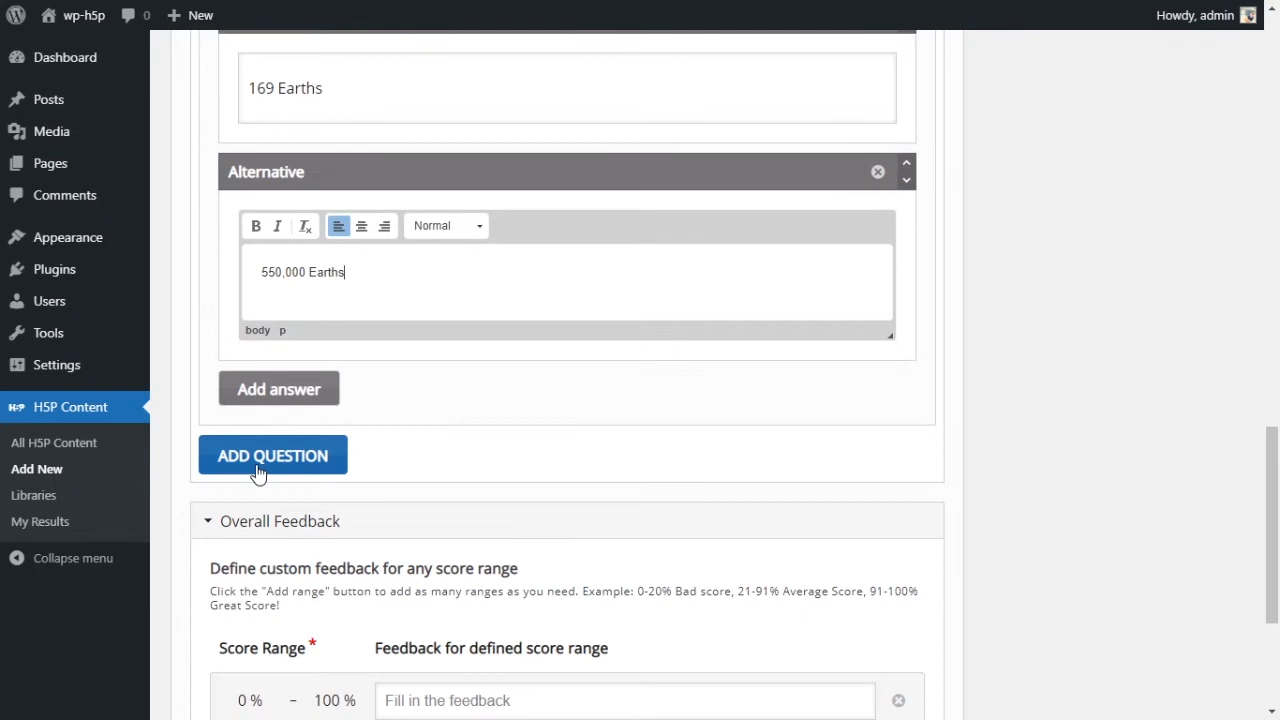 wp-h5p 0 New Howdy, admin
Dashboard
Posts
Media
Pages
Comments
Appearance
Plugins
Users
Tools
Settings
H5P H5P Content
All H5P Content
Add New
Libraries
My Results
Collapse menu
169 Earths
Alternative
B I Tx Normal
550,000 Earths
body p
Add answer
ADD QUESTION
Overall Feedback
Define custom feedback for any score range
Click the "Add range" button to add as many ranges as you need. Example: 0-20% Bad score, 21-91% Average Score, 91-100%
Great Score!
Score Range * Feedback for defined score range
0 % – 100 % Fill in the feedback